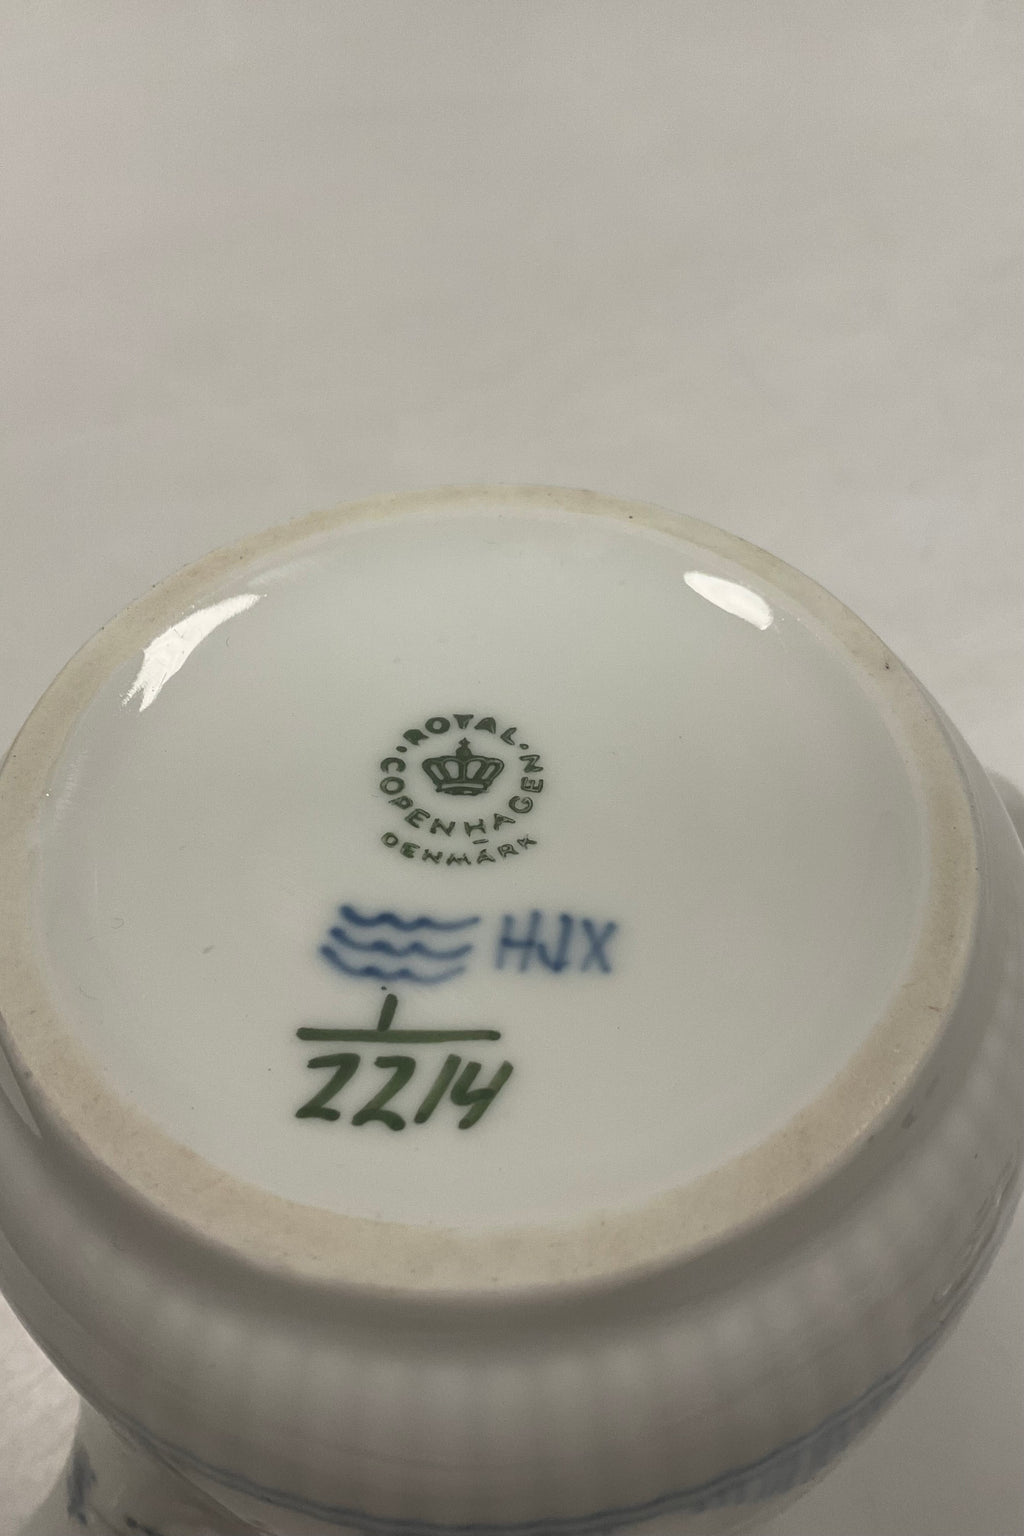 ROYAL
COPENHAGEN
DENMARK
HJX
1
2214